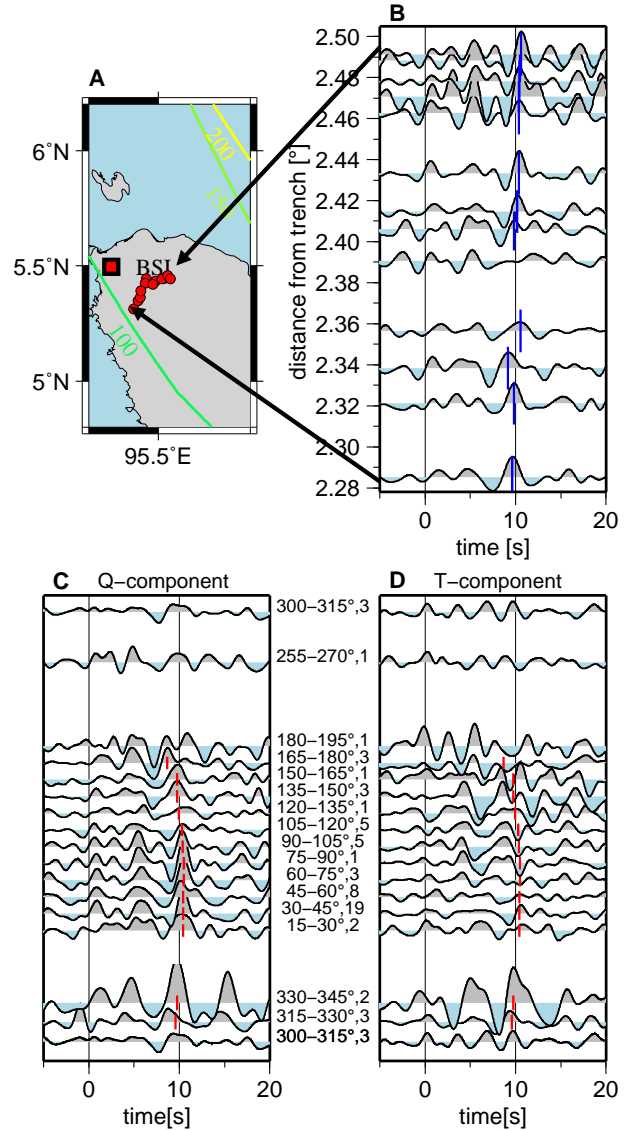 A
6˚N
5.5˚N
5˚N
95.5˚E
200
150
100
BSI
B
distance from trench [°]
2.50
2.48
2.46
2.44
2.42
2.40
2.36
2.34
2.32
2.30
2.28
0
10
20
time [s]
C
Q−component
D
T−component
300−315°,3
255−270°,1
180−195°,1
165−180°,3
150−165°,1
135−150°,3
120−135°,1
105−120°,5
90−105°,5
75−90°,1
60−75°,3
45−60°,8
30−45°,19
15−30°,2
330−345°,2
315−330°,3
300−315°,3
0
10
20
time[s]
0
10
20
time[s]